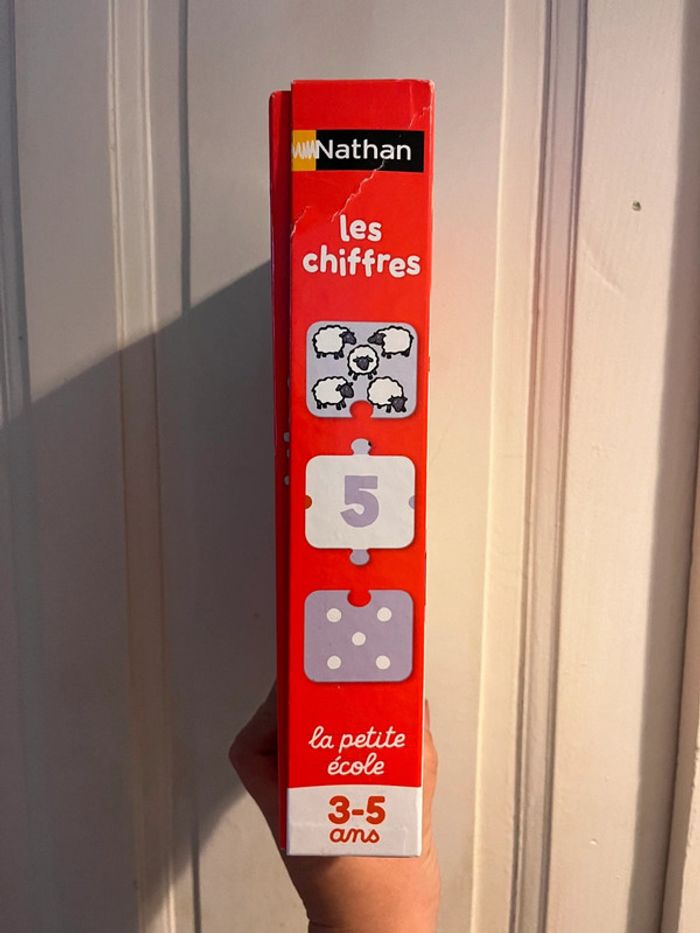 Nathan
les
chiffres
5
la petite
école
3-5
ans